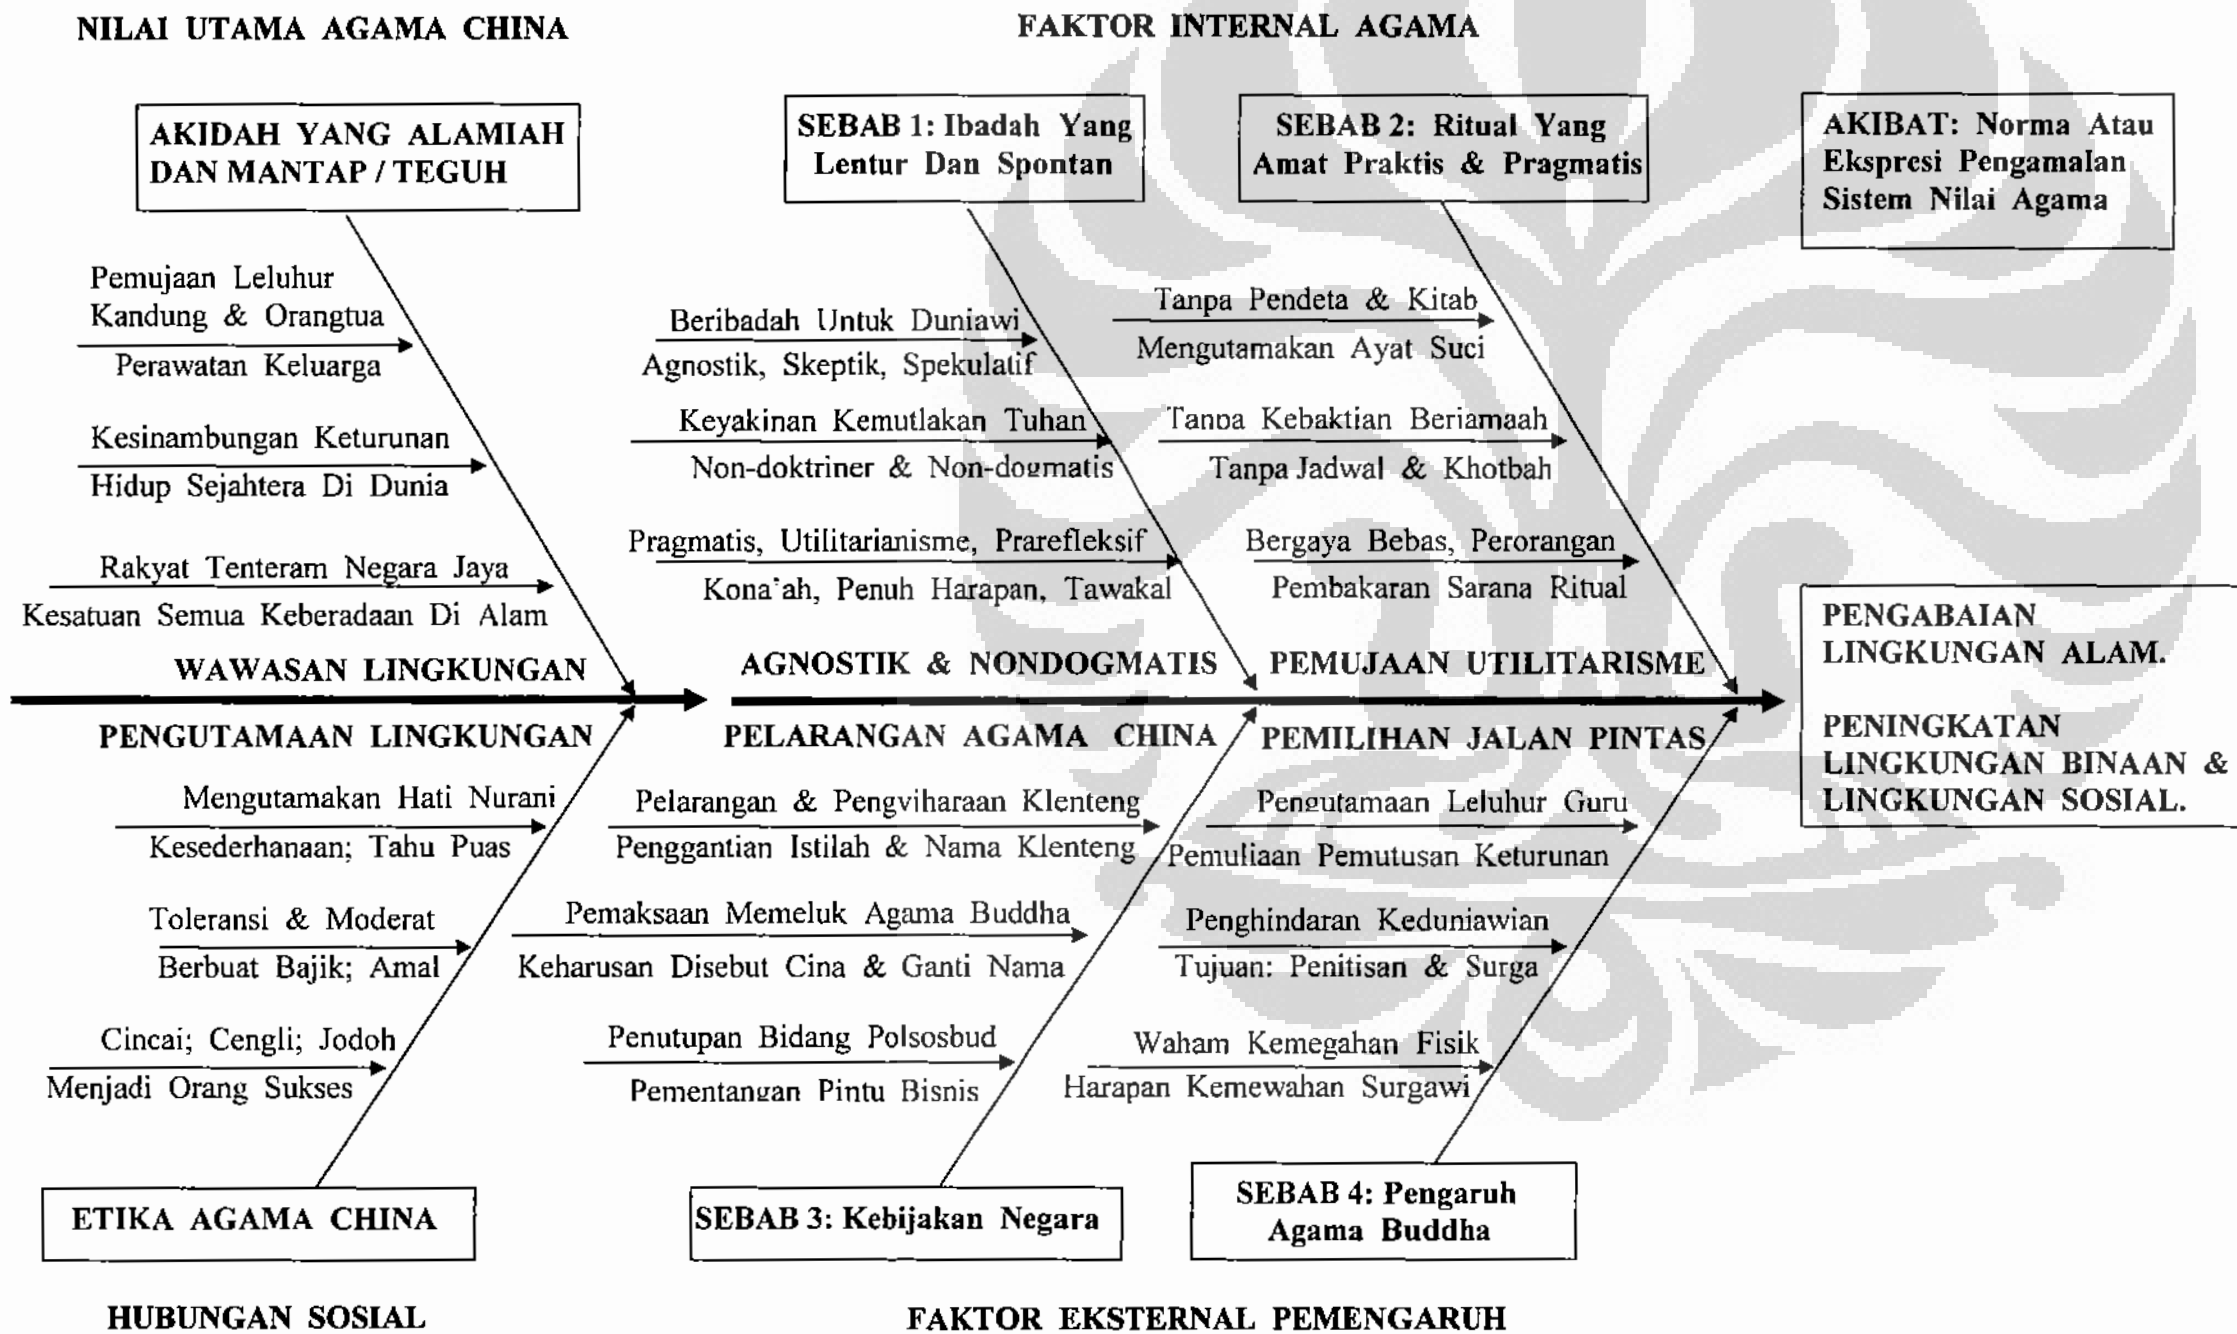 NILAI UTAMA AGAMA CHINA
FAKTOR INTERNAL AGAMA
AKIDAH YANG ALAMIAH
DAN MANTAP / TEGUH
SEBAB 1: Ibadah Yang
Lentur Dan Spontan
SEBAB 2: Ritual Yang
Amat Praktis & Pragmatis
AKIBAT: Norma Atau
Ekspresi Pengamalan
Sistem Nilai Agama
Pemujaan Leluhur
Kandung & Orangtua
Perawatan Keluarga
Kesinambungan Keturunan
Hidup Sejahtera Di Dunia
Rakyat Tenteram Negara Jaya
Kesatuan Semua Keberadaan Di Alam
Beribadah Untuk Duniawi
Agnostik, Skeptik, Spekulatif
Keyakinan Kemutlakan Tuhan
Non-doktriner & Non-dogmatis
Pragmatis, Utilitarianisme, Prarefleksif
Kona'ah, Penuh Harapan, Tawakal
Tanpa Pendeta & Kitab
Mengutamakan Ayat Suci
Tanpa Kebaktian Berjamaah
Tanpa Jadwal & Khotbah
Bergaya Bebas, Perorangan
Pembakaran Sarana Ritual
WAWASAN LINGKUNGAN
AGNOSTIK & NONDOGMATIS
PEMUJAAN UTILITARISME
PENGUTAMAAN LINGKUNGAN
PELARANGAN AGAMA CHINA
PEMILIHAN JALAN PINTAS
PENGABAIAN
LINGKUNGAN ALAM.
PENINGKATAN
LINGKUNGAN BINAAN &
LINGKUNGAN SOSIAL.
Mengutamakan Hati Nurani
Kesederhanaan; Tahu Puas
Toleransi & Moderat
Berbuat Bajik; Amal
Cincai; Cengli; Jodoh
Menjadi Orang Sukses
Pelarangan & Pengviharaan Klenteng
Penggantian Istilah & Nama Klenteng
Pemaksaan Memeluk Agama Buddha
Keharusan Disebut Cina & Ganti Nama
Penutupan Bidang Polsosbud
Pementangan Pintu Bisnis
Pengutamaan Leluhur Guru
Pemuliaan Pemutusan Keturunan
Penghindaran Keduniawian
Tujuan: Penitisan & Surga
Waham Kemegahan Fisik
Harapan Kemewahan Surgawi
ETIKA AGAMA CHINA
SEBAB 3: Kebijakan Negara
SEBAB 4: Pengaruh
Agama Buddha
HUBUNGAN SOSIAL
FAKTOR EKSTERNAL PEMENGARUH